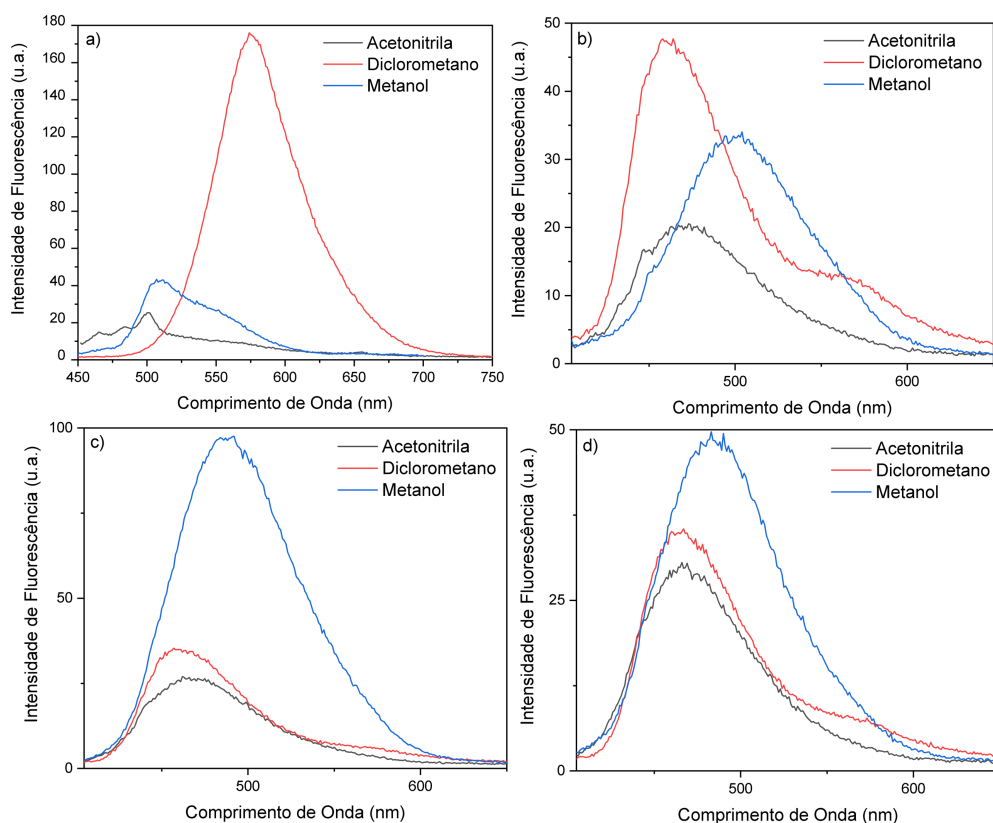 a)
Acetonitrila
Diclorometano
Metanol
Intensidade de Fluorescência (u.a.)
180
160
140
120
100
80
60
40
20
0
450 500 550 600 650 700 750
Comprimento de Onda (nm)
b)
Acetonitrila
Diclorometano
Metanol
Intensidade de Fluorescência (u.a.)
50
40
30
20
10
0
500 600
Comprimento de Onda (nm)
c)
Acetonitrila
Diclorometano
Metanol
Intensidade de Fluorescência (u.a.)
100
50
0
500 600
Comprimento de Onda (nm)
d)
Acetonitrila
Diclorometano
Metanol
Intensidade de Fluorescência (u.a.)
50
25
0
500 600
Comprimento de Onda (nm)